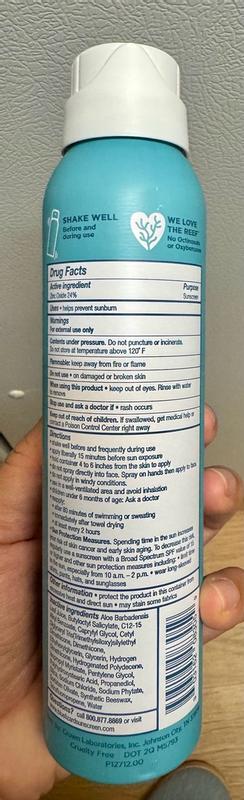 SHAKE WELL
Before and
during use
WE LOVE
THE REEF
No Octinoxate
or Oxybenzone
Drug Facts
Active ingredient Purpose
Zinc Oxide 24% Sunscreen
Uses • helps prevent sunburn
Warnings
For external use only
Contents under pressure. Do not puncture or incinerate.
Do not store at temperature above 120°F
Flammable: keep away from fire or flame
Do not use • on damaged or broken skin
When using this product • keep out of eyes. Rinse with water
to remove
Stop use and ask a doctor if • rash occurs
Keep out of reach of children. If swallowed, get medical help or
contact a Poison Control Center right away
Directions
shake well before and frequently during use
apply liberally 15 minutes before sun exposure
hold container 4 to 6 inches from the skin to apply
do not spray directly into face. Spray on hands then apply to face
do not apply in windy conditions.
use in a well-ventilated area and avoid inhalation
children under 6 months of age: Ask a doctor
after 80 minutes of swimming or sweating
immediately after towel drying
at least every 2 hours
Sun Protection Measures. Spending time in the sun increases
your risk of skin cancer and early skin aging. To decrease this risk,
regularly use a sunscreen with a Broad Spectrum SPF value of
or higher and other sun protection measures including: • limit time
in the sun, especially from 10 a.m. – 2 p.m. • wear long-sleeved
shirts, pants, hats, and sunglasses
Other information • protect the product in this container from
excessive heat and direct sun • may stain some fabrics
Inactive ingredients Aloe Barbadensis
Butyloctyl Salicylate, C12-15
Caprylyl Glycol, Cetyl
Dimethicone,
Glycerin, Hydrogen
Hydrogenated Polydecene,
Myristate, Pentylene Glycol,
Propanediol,
Sodium Chloride, Sodium Phytate,
Citrate, Synthetic Beeswax,
Water
Questions? call 800.877.8869 or visit
bluelizardsunscreen.com
Crown Laboratories, Inc. Johnson City, TN
Cruelty Free DOT 2Q M5793
P12712.00